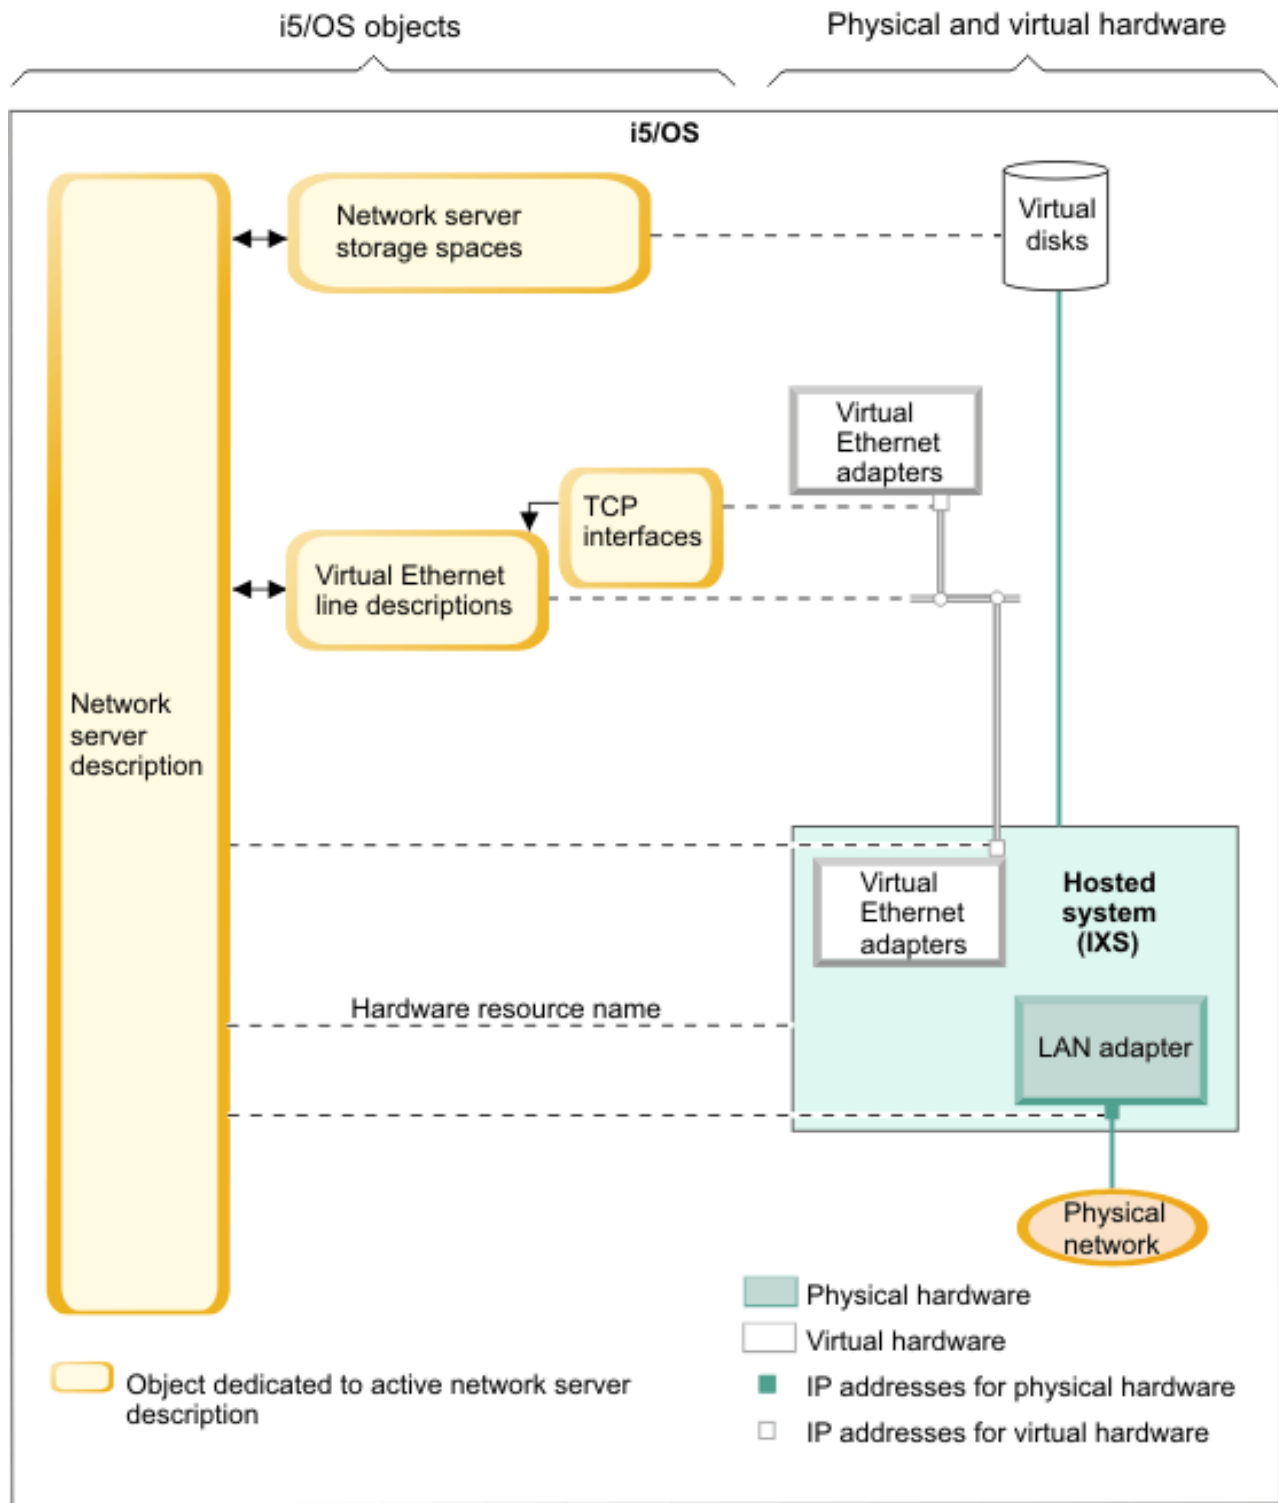 i5/OS objects
Physical and virtual hardware
i5/OS
Network server
storage spaces
Virtual
disks
Virtual
Ethernet
adapters
TCP
interfaces
Virtual Ethernet
line descriptions
Network
server
description
Virtual
Ethernet
adapters
Hosted
system
(IXS)
Hardware resource name
LAN adapter
Physical
network
Physical hardware
Virtual hardware
Object dedicated to active network server
description
IP addresses for physical hardware
IP addresses for virtual hardware